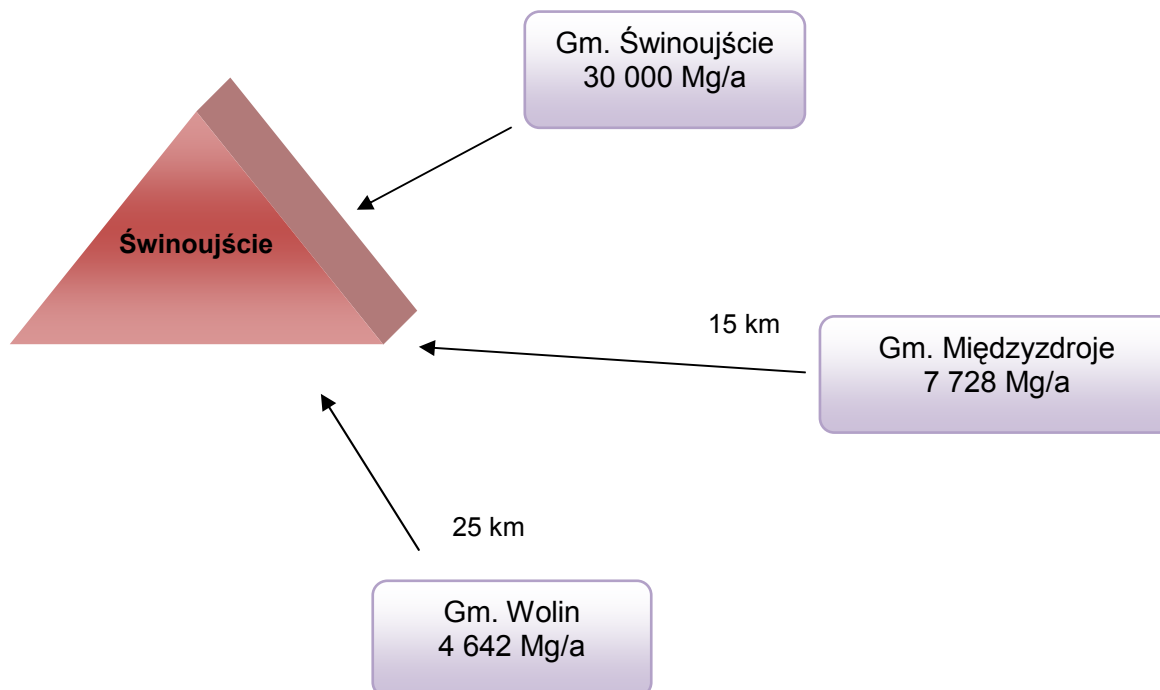 Gm. Świnoujście
30 000 Mg/a
Świnoujście
15 km
Gm. Międzyzdroje
7 728 Mg/a
25 km
Gm. Wolin
4 642 Mg/a